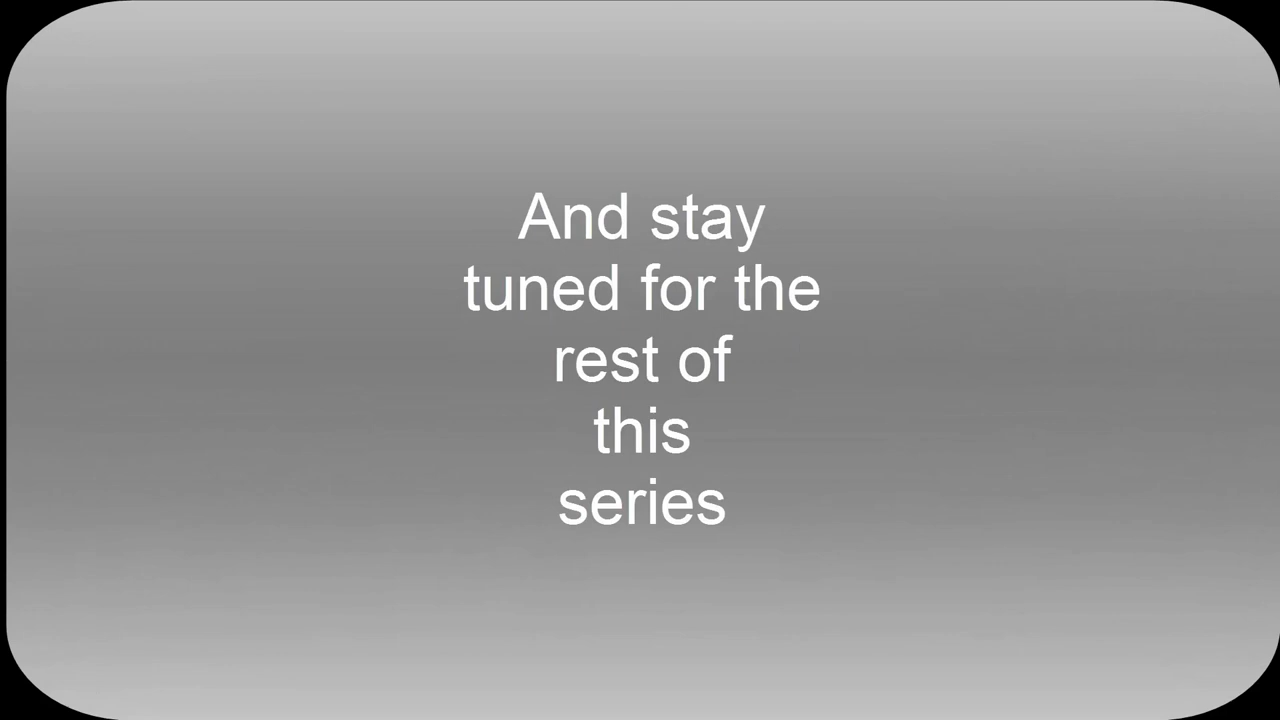 And stay
tuned for the
rest of
this
series